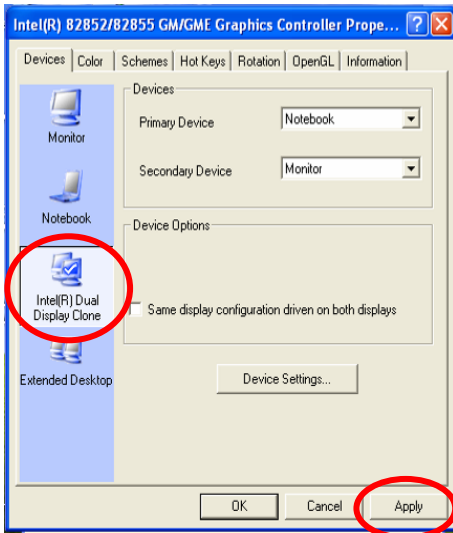 Intel(R) 82852/82855 GM/GME Graphics Controller Prope...
Devices Color Schemes Hot Keys Rotation OpenGL Information
Monitor
Notebook
Intel(R) Dual
Display Clone
Extended Desktop
Devices
Primary Device Notebook
Secondary Device Monitor
Device Options
Same display configuration driven on both displays
Device Settings...
OK Cancel Apply